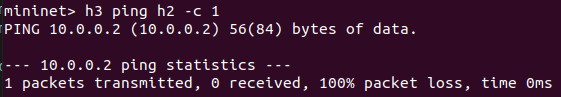 mininet> h3 ping h2 -c 1
PING 10.0.0.2 (10.0.0.2) 56(84) bytes of data.
--- 10.0.0.2 ping statistics ---
1 packets transmitted, 0 received, 100% packet loss, time 0ms